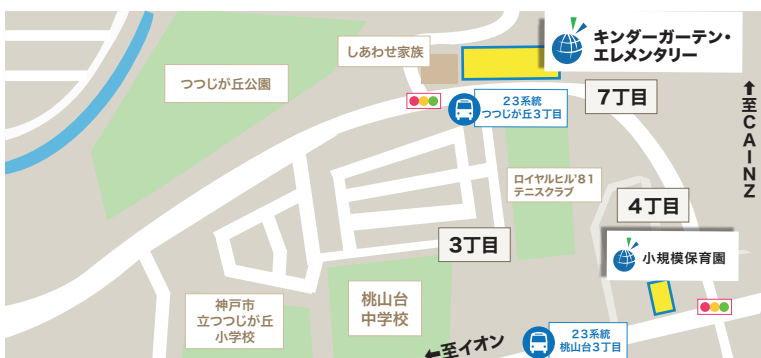 キンダーガーテン・
エレメンタリー
しあわせ家族
つつじが丘公園
7丁目
23系統
つつじが丘3丁目
↑至CAINZ
ロイヤルヒル'81
テニスクラブ
4丁目
3丁目
小規模保育園
神戸市
立つつじが丘
小学校
桃山台
中学校
←至イオン
23系統
桃山台3丁目